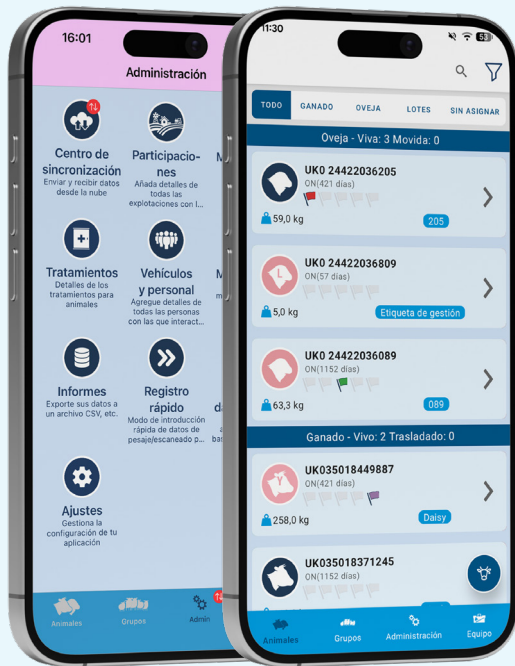 16:01
Administración
Centro de
sincronización
Enviar y recibir datos
desde la nube
Participacio-
nes
Añada detalles de
todas las
explotaciones con l...
M
Tratamientos
Detalles de los
tratamientos para
animales
Vehículos
y personal
Agregue detalles de
todas las personas
con las que interact...
M
Informes
Exporte sus datos a
un archivo CSV, etc.
Registro
rápido
Modo de introducción
rápida de datos de
pesaje/escaneado p...
Ajustes
Gestiona la
configuración de tu
aplicación
Animales
Grupos
Admin
11:30
53
TODO
GANADO
OVEJA
LOTES
SIN ASIGNAR
Oveja - Viva: 3 Movida: 0
UK0 24422036205
ON(421 días)
59,0 kg
205
L
UK0 24422036809
ON(57 días)
5,0 kg
Etiqueta de gestión
UK0 24422036089
ON(1152 días)
63,3 kg
089
Ganado - Vivo: 2 Trasladado: 0
Y
UK035018449887
ON(421 días)
258,0 kg
Daisy
UK035018371245
ON(1152 días)
Animales
Grupos
Administración
Equipo